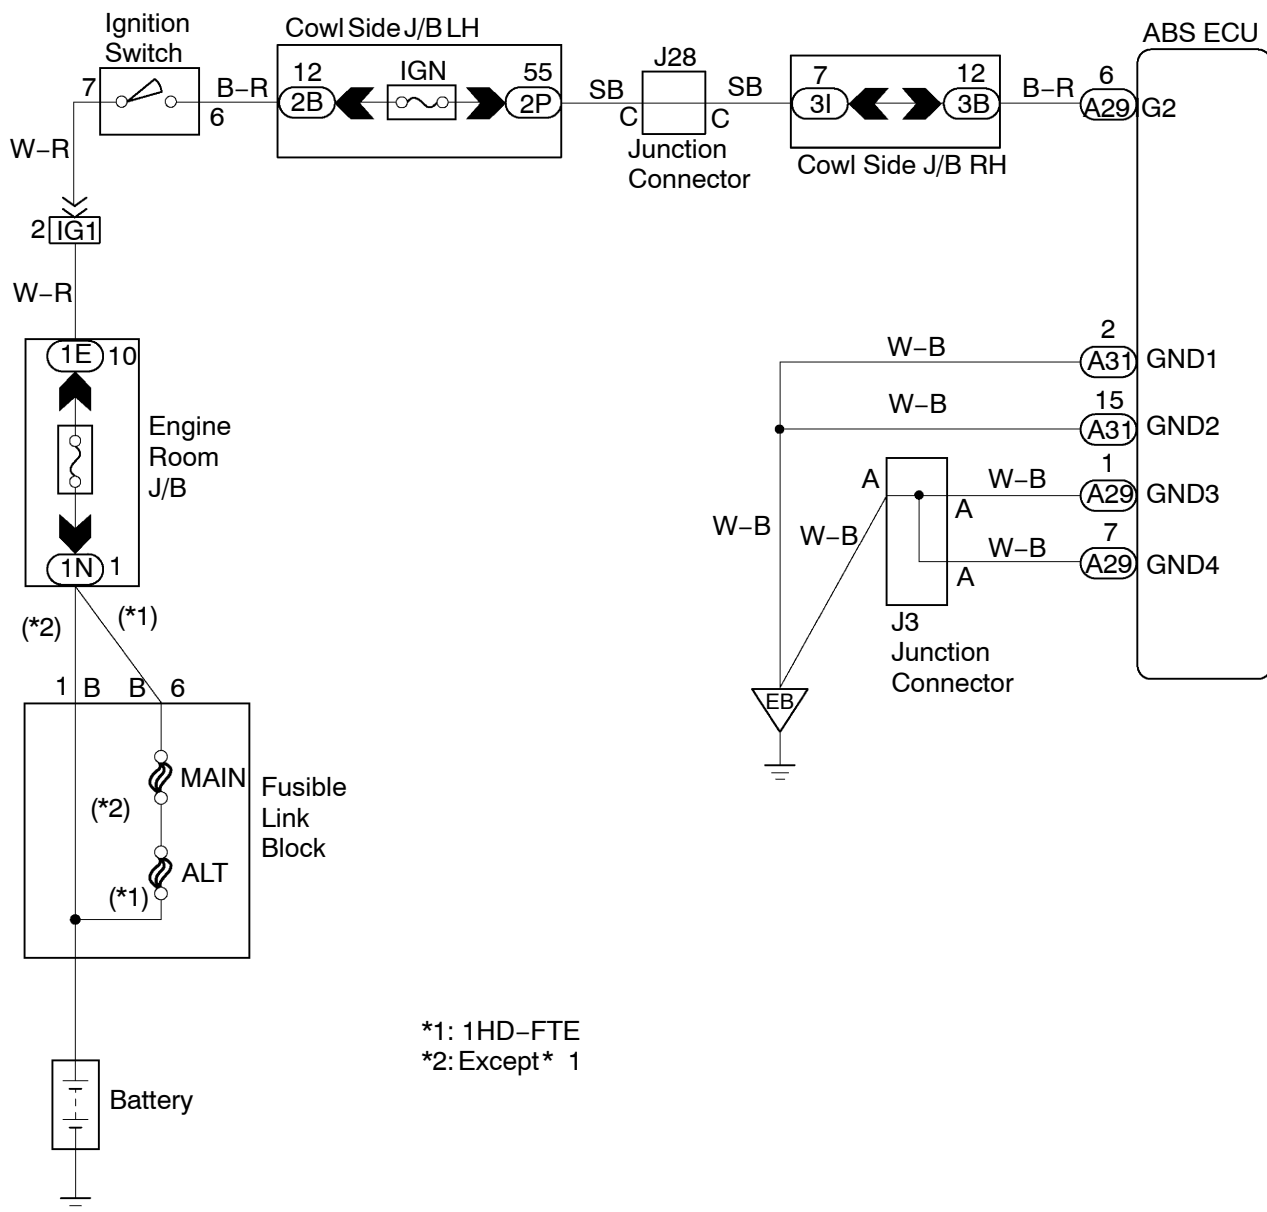 Ignition
Switch
Cowl Side J/B LH
ABS ECU
7
B−R
6
12
2B
IGN
55
2P
SB
C
J28
C
SB
Junction
Connector
7
3I
12
3B
Cowl Side J/B RH
B−R
6
A29
G2
W−R
2
IG1
W−R
1E
10
Engine
Room
J/B
1N
1
(*2)
(*1)
1
B
B
6
MAIN
(*2)
ALT
(*1)
Fusible
Link
Block
Battery
W−B
2
A31
GND1
W−B
15
A31
GND2
W−B
W−B
A
A
W−B
1
A29
GND3
A
W−B
7
A29
GND4
J3
Junction
Connector
EB
*1: 1HD−FTE
*2: Except* 1